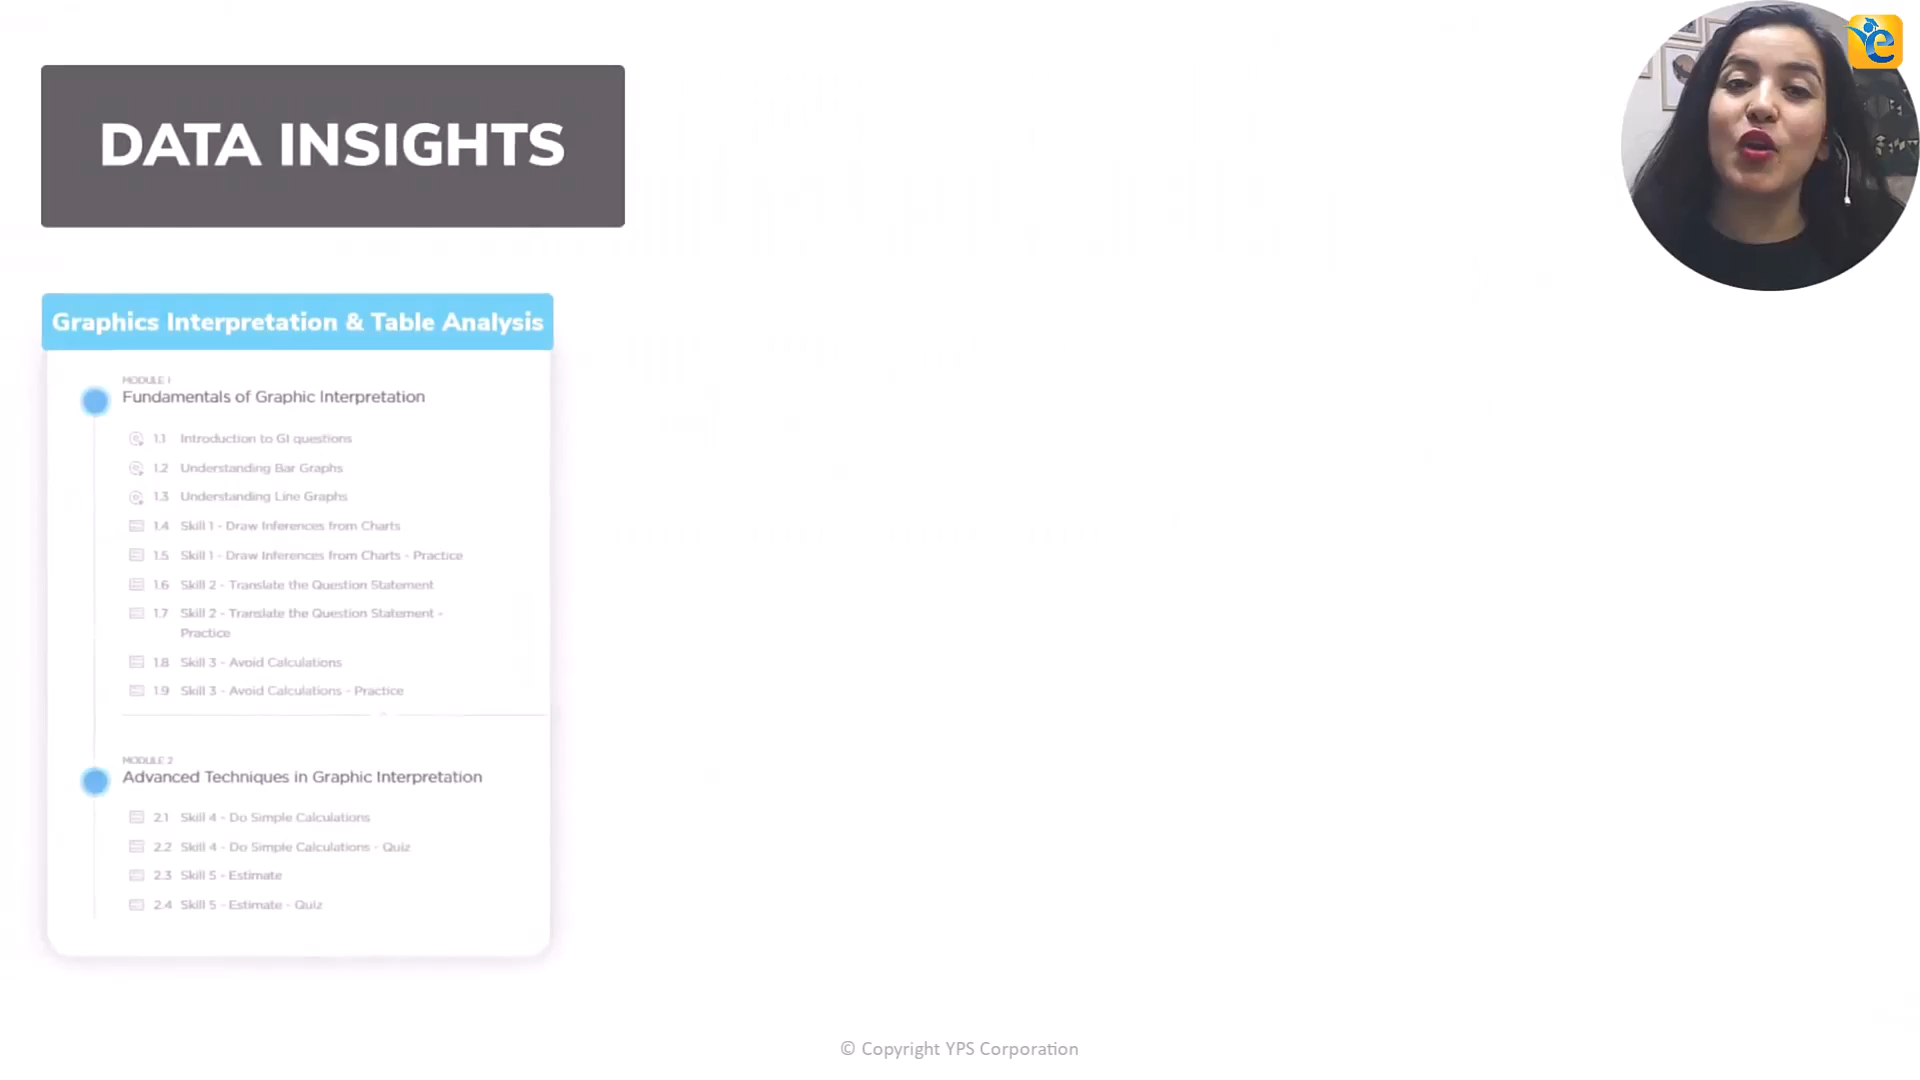 DATA INSIGHTS
Graphics Interpretation & Table Analysis
MODULE 1
Fundamentals of Graphic Interpretation
1.1 Introduction to GI questions
1.2 Understanding Bar Graphs
1.3 Understanding Line Graphs
1.4 Skill 1 - Draw Inferences from Charts
1.5 Skill 1 - Draw Inferences from Charts - Practice
1.6 Skill 2 - Translate the Question Statement
1.7 Skill 2 - Translate the Question Statement -
Practice
1.8 Skill 3 - Avoid Calculations
1.9 Skill 3 - Avoid Calculations - Practice
MODULE 2
Advanced Techniques in Graphic Interpretation
2.1 Skill 4 - Do Simple Calculations
2.2 Skill 4 - Do Simple Calculations - Quiz
2.3 Skill 5 - Estimate
2.4 Skill 5 - Estimate - Quiz
© Copyright YPS Corporation
e